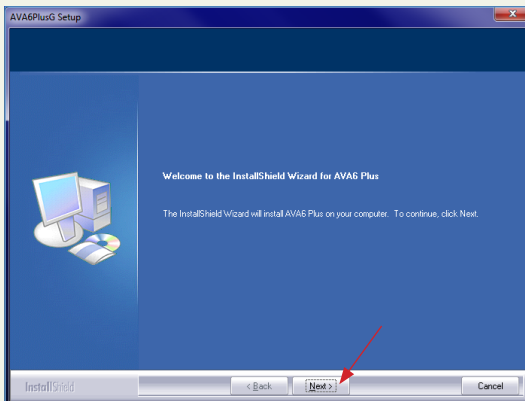 AVA6PlusG Setup
Welcome to the InstallShield Wizard for AVA6 Plus
The InstallShield Wizard will install AVA6 Plus on your computer. To continue, click Next.
InstallShield
< Back
Next >
Cancel